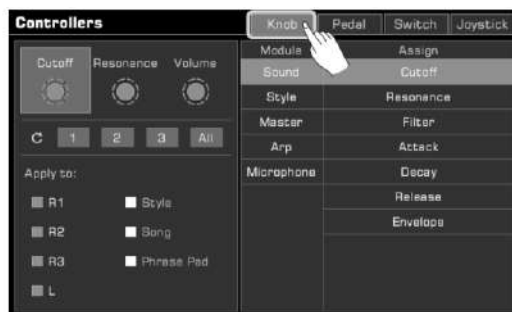 Controllers
Knob Pedal Switch Joystick
Cutoff Resonance Volume
1 2 3 All
Apply to:
R1 Style
R2 Song
R3 Phrase Pad
L
Module Assign
Sound Cutoff
Style Resonance
Master Filter
Arp Attack
Microphone Decay
Release
Envelope